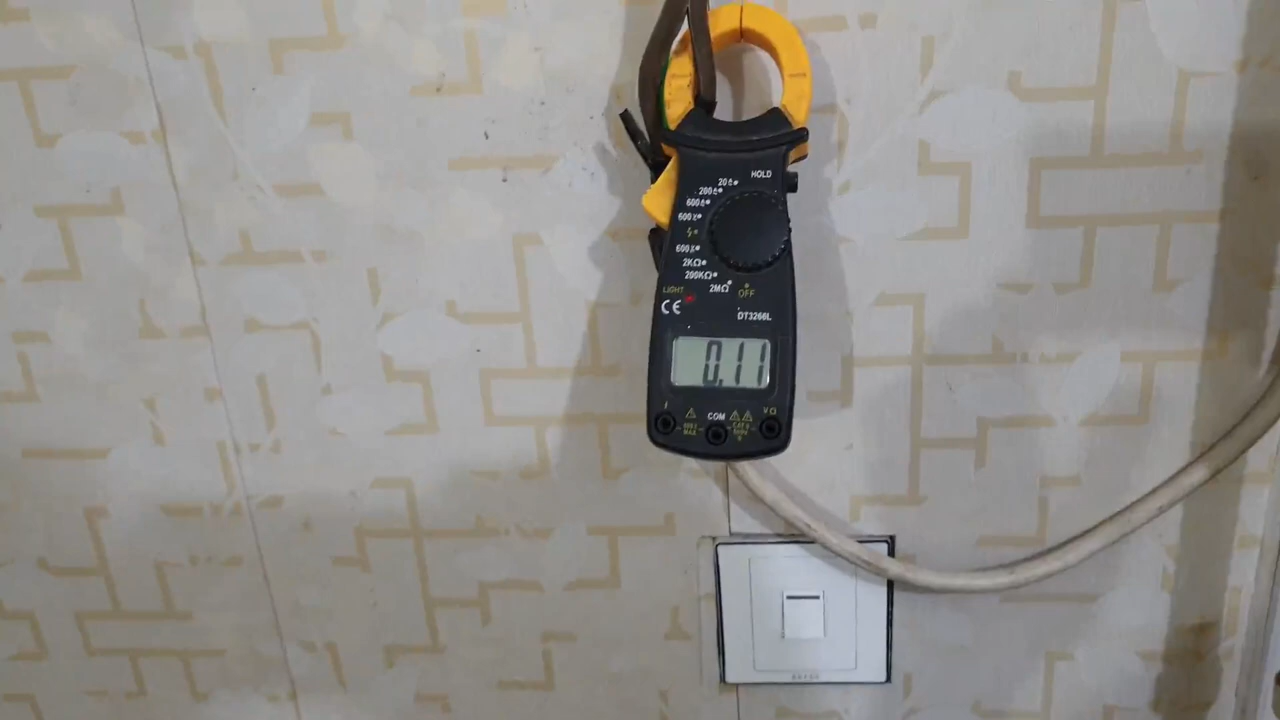 HOLD
20A
200A
600A
600V
600V
2KΩ
200KΩ
2MΩ
OFF
LIGHT
CE
DT3266L
0.11
COM
VΩ